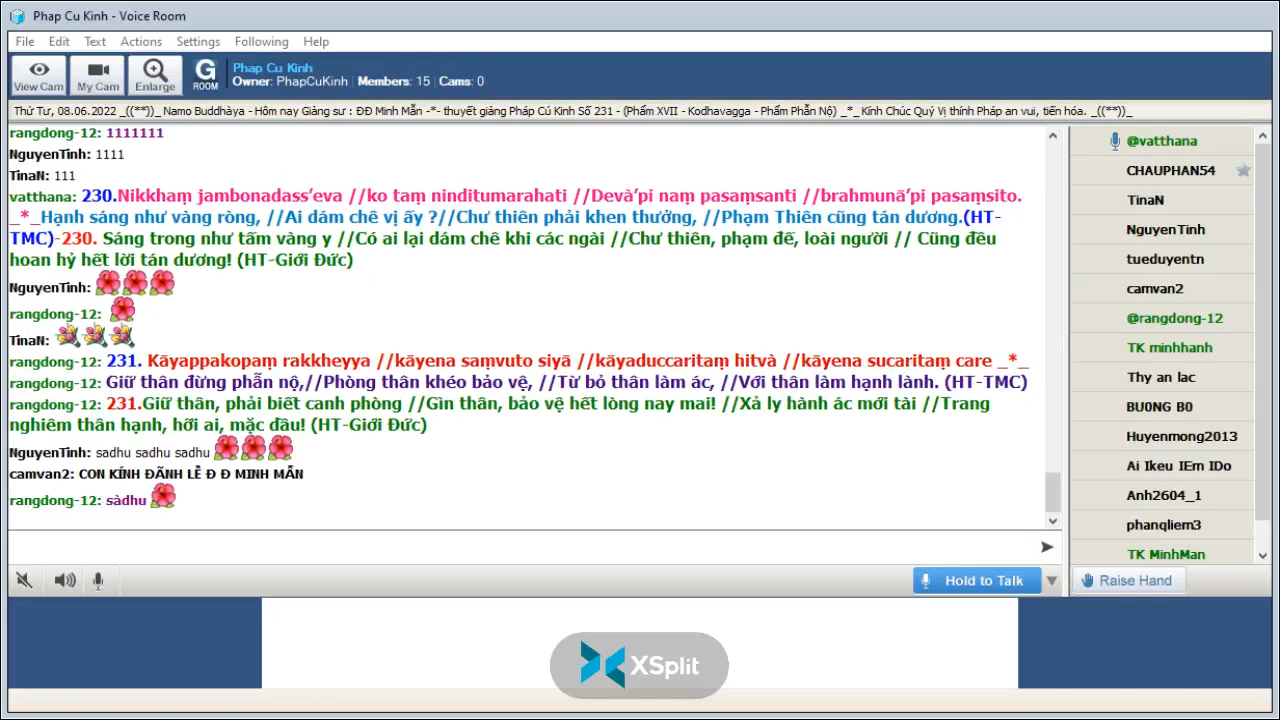 Phap Cu Kinh - Voice Room
File Edit Text Actions Settings Following Help
View Cam My Cam Enlarge G ROOM
Phap Cu Kinh
Owner: PhapCuKinh | Members: 15 | Cams: 0
Thứ Tư, 08.06.2022 _((**))_ Namo Buddhàya - Hôm nay Giảng sư : ĐĐ Minh Mẫn -*- thuyết giảng Pháp Cú Kinh Số 231 - (Phẩm XVII - Kodhavagga - Phẩm Phẫn Nộ) _*_ Kính Chúc Quý Vị thính Pháp an vui, tiến hóa. _((**))_
rangdong-12: 1111111
NguyenTinh: 1111
TinaN: 111
vatthana: 230.Nikkhaṃ jambonadass’eva //ko taṃ ninditumarahati //Devà’pi naṃ pasaṃsanti //brahmunā’pi pasaṃsito.
_*_Hạnh sáng như vàng ròng, //Ai dám chê vị ấy ?//Chư thiên phải khen thưởng, //Phạm Thiên cũng tán dương.(HT-
TMC)-230. Sáng trong như tấm vàng y //Có ai lại dám chê khi các ngài //Chư thiên, phạm đế, loài người // Cũng đều
hoan hỷ hết lời tán dương! (HT-Giới Đức)
NguyenTinh:
rangdong-12:
TinaN:
rangdong-12: 231. Kāyappakopaṃ rakkheyya //kāyena saṃvuto siyā //kāyaduccaritaṃ hitvà //kāyena sucaritaṃ care _*_
rangdong-12: Giữ thân đừng phẫn nộ,//Phòng thân khéo bảo vệ, //Từ bỏ thân làm ác, //Với thân làm hạnh lành. (HT-TMC)
rangdong-12: 231.Giữ thân, phải biết canh phòng //Gìn thân, bảo vệ hết lòng nay mai! //Xả ly hành ác mới tài //Trang
nghiêm thân hạnh, hỡi ai, mặc dầu! (HT-Giới Đức)
NguyenTinh: sadhu sadhu sadhu
camvan2: CON KÍNH ĐÃNH LỄ Đ Đ MINH MẪN
rangdong-12: sàdhu
@vatthana
CHAUPHAN54
TinaN
NguyenTinh
tueduyentn
camvan2
@rangdong-12
TK minhhanh
Thy an lac
BU0NG B0
Huyenmong2013
Ai Ikeu IEm IDo
Anh2604_1
phanqliem3
TK MinhMan
Hold to Talk
Raise Hand
XSplit